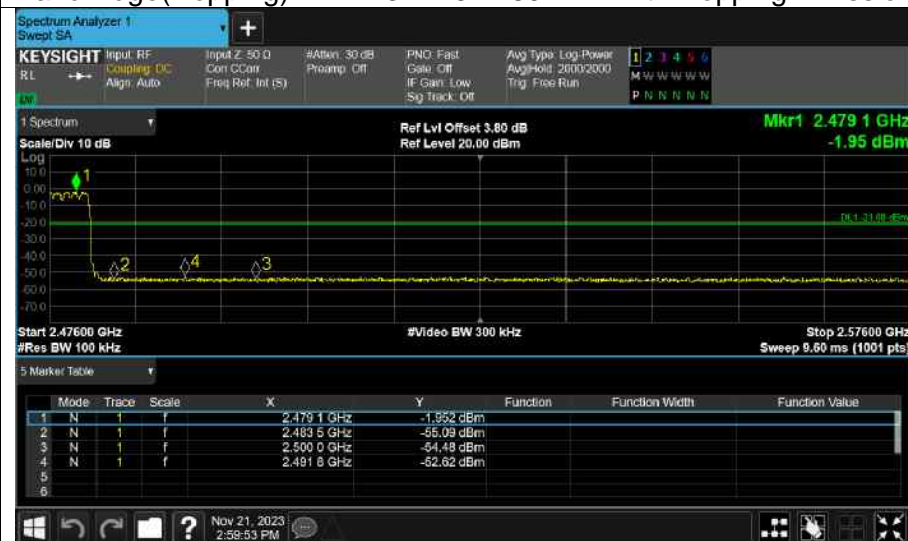 Spectrum Analyzer 1
Swept SA
+
KEYSIGHT Input: RF Input Z: 50 Ω #Atten: 30 dB PNO: Fast Avg Type: Log-Power 1 2 3 4 5 6
RL Coupling: DC Corr CCorr Preamp: Off Gate: Off Avg|Hold: 2000/2000 M W W W W W
Align: Auto Freq Ref: Int (S) IF Gain: Low Trig: Free Run
Sig Track: Off P N N N N N
1 Spectrum
Scale/Div 10 dB
Ref Lvl Offset 3.80 dB
Ref Level 20.00 dBm
Mkr1 2.479 1 GHz
-1.95 dBm
Log
10.0
0.00
-10.0
-20.0
-30.0
-40.0
-50.0
-60.0
-70.0
1
2
4
3
Start 2.47600 GHz #Video BW 300 kHz Stop 2.57600 GHz
#Res BW 100 kHz Sweep 9.60 ms (1001 pts)
5 Marker Table
Mode Trace Scale X Y Function Function Width Function Value
1 N 1 f 2.479 1 GHz -1.952 dBm
2 N 1 f 2.483 5 GHz -55.09 dBm
3 N 1 f 2.500 0 GHz -54.48 dBm
4 N 1 f 2.491 8 GHz -52.62 dBm
5
6
?
Nov 21, 2023
2:59:53 PM